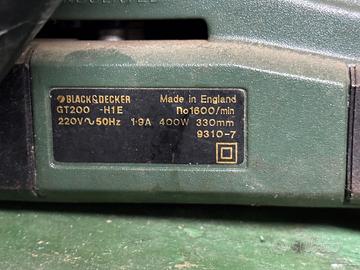 BLACK&DECKER Made in England
GT200 -H1E no1600/min
220V~50Hz 1·9A 400W 330mm
9310-7